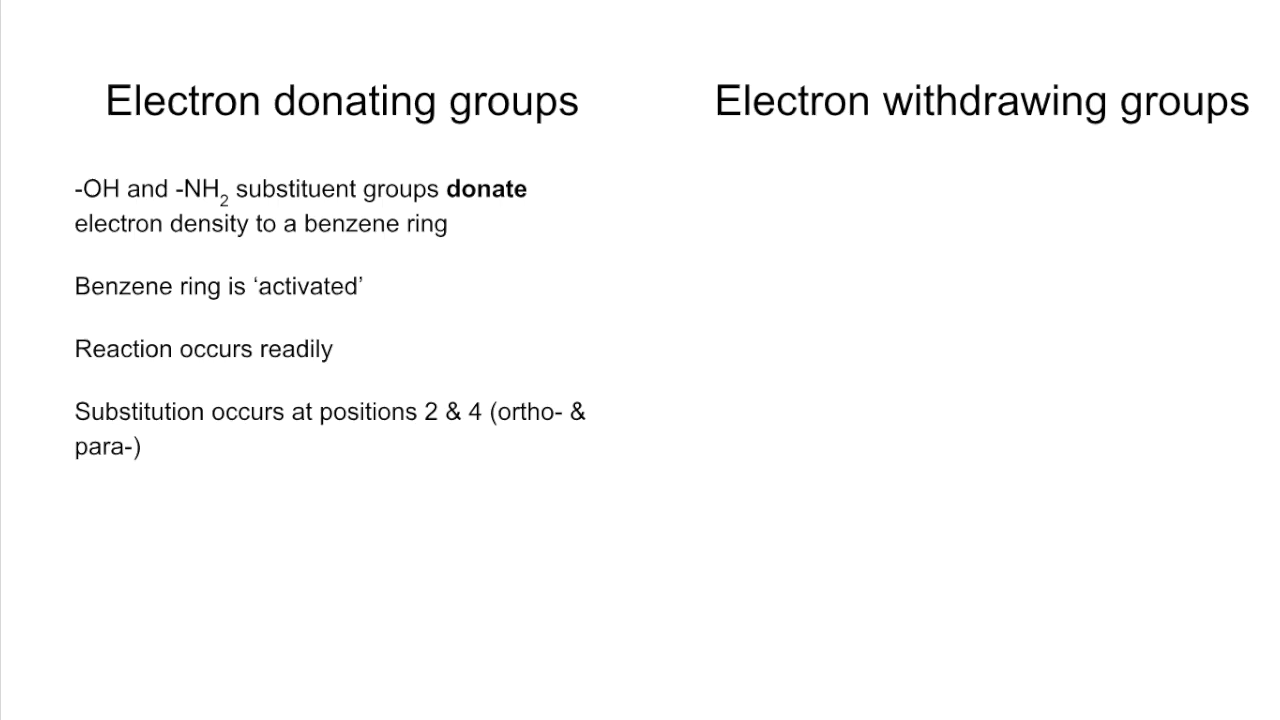 Electron donating groups
Electron withdrawing groups
-OH and -NH₂ substituent groups donate
electron density to a benzene ring
Benzene ring is ‘activated’
Reaction occurs readily
Substitution occurs at positions 2 & 4 (ortho- &
para-)